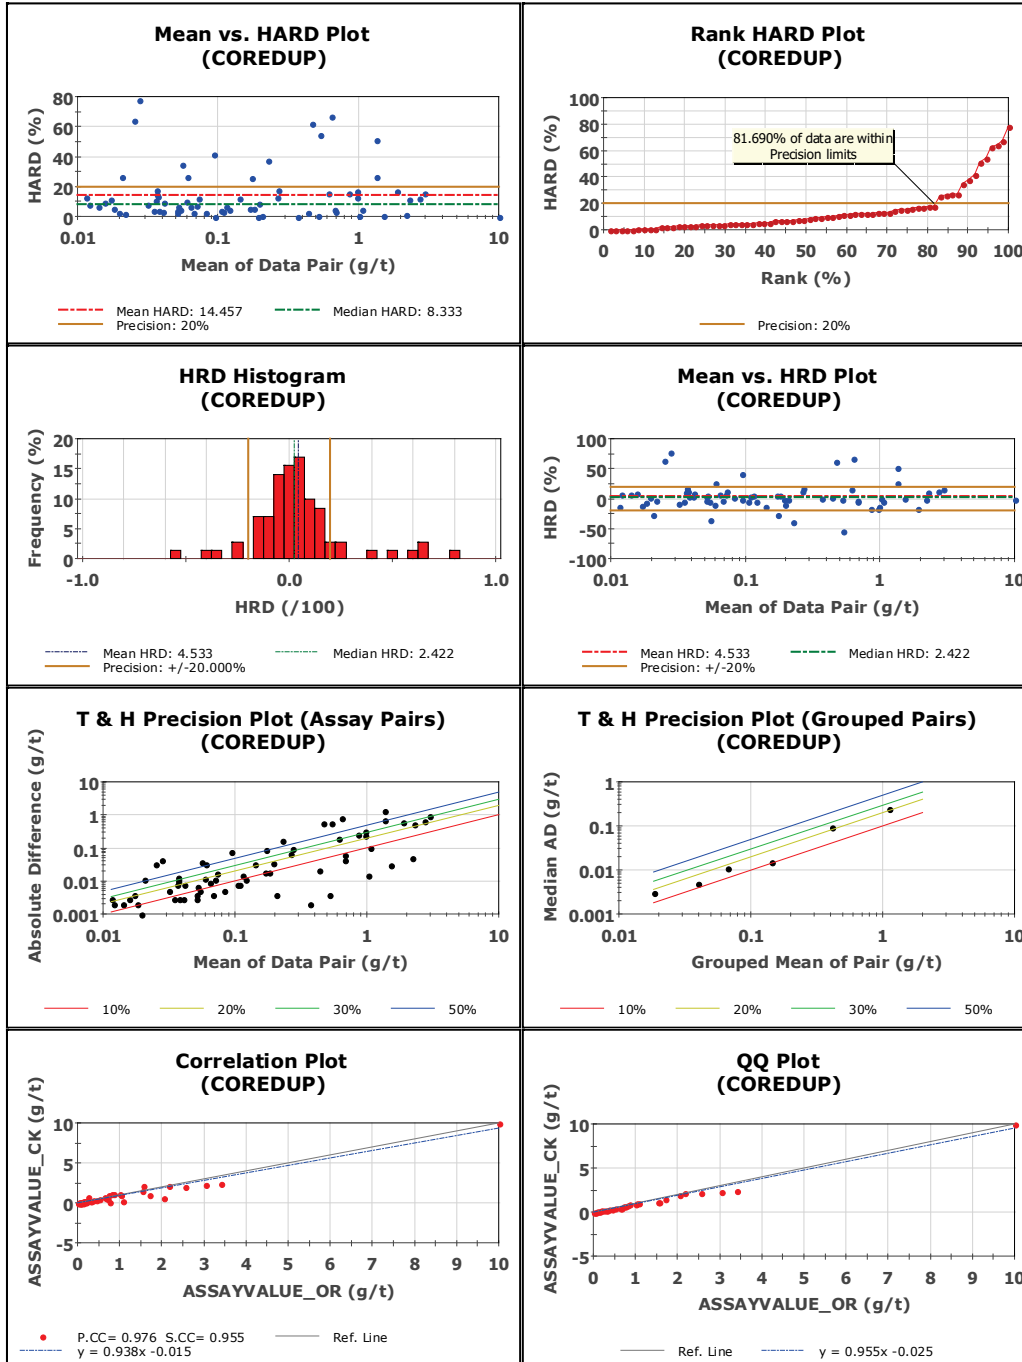 Mean vs. HARD Plot
(COREDUP)
HARD (%)
80
60
40
20
0
0.01
0.1
1
10
Mean of Data Pair (g/t)
Mean HARD: 14.457
Median HARD: 8.333
Precision: 20%
Rank HARD Plot
(COREDUP)
HARD (%)
100
80
60
40
20
0
81.690% of data are within
Precision limits
0 10 20 30 40 50 60 70 80 90 100
Rank (%)
Precision: 20%
HRD Histogram
(COREDUP)
Frequency (%)
20
15
10
5
0
-1.0
0.0
1.0
HRD (/100)
Mean HRD: 4.533
Median HRD: 2.422
Precision: +/-20.000%
Mean vs. HRD Plot
(COREDUP)
HRD (%)
100
50
0
-50
-100
0.01
0.1
1
10
Mean of Data Pair (g/t)
Mean HRD: 4.533
Median HRD: 2.422
Precision: +/-20%
T & H Precision Plot (Assay Pairs)
(COREDUP)
Absolute Difference (g/t)
10
1
0.1
0.01
0.001
0.01
0.1
1
10
Mean of Data Pair (g/t)
10%
20%
30%
50%
T & H Precision Plot (Grouped Pairs)
(COREDUP)
Median AD (g/t)
1
0.1
0.01
0.001
0.01
0.1
1
10
Grouped Mean of Pair (g/t)
10%
20%
30%
50%
Correlation Plot
(COREDUP)
ASSAYVALUE_CK (g/t)
10
5
0
-5
0 1 2 3 4 5 6 7 8 9 10
ASSAYVALUE_OR (g/t)
P.CC= 0.976 S.CC= 0.955
Ref. Line
y = 0.938x -0.015
QQ Plot
(COREDUP)
ASSAYVALUE_CK (g/t)
10
5
0
-5
0 1 2 3 4 5 6 7 8 9 10
ASSAYVALUE_OR (g/t)
Ref. Line
y = 0.955x -0.025